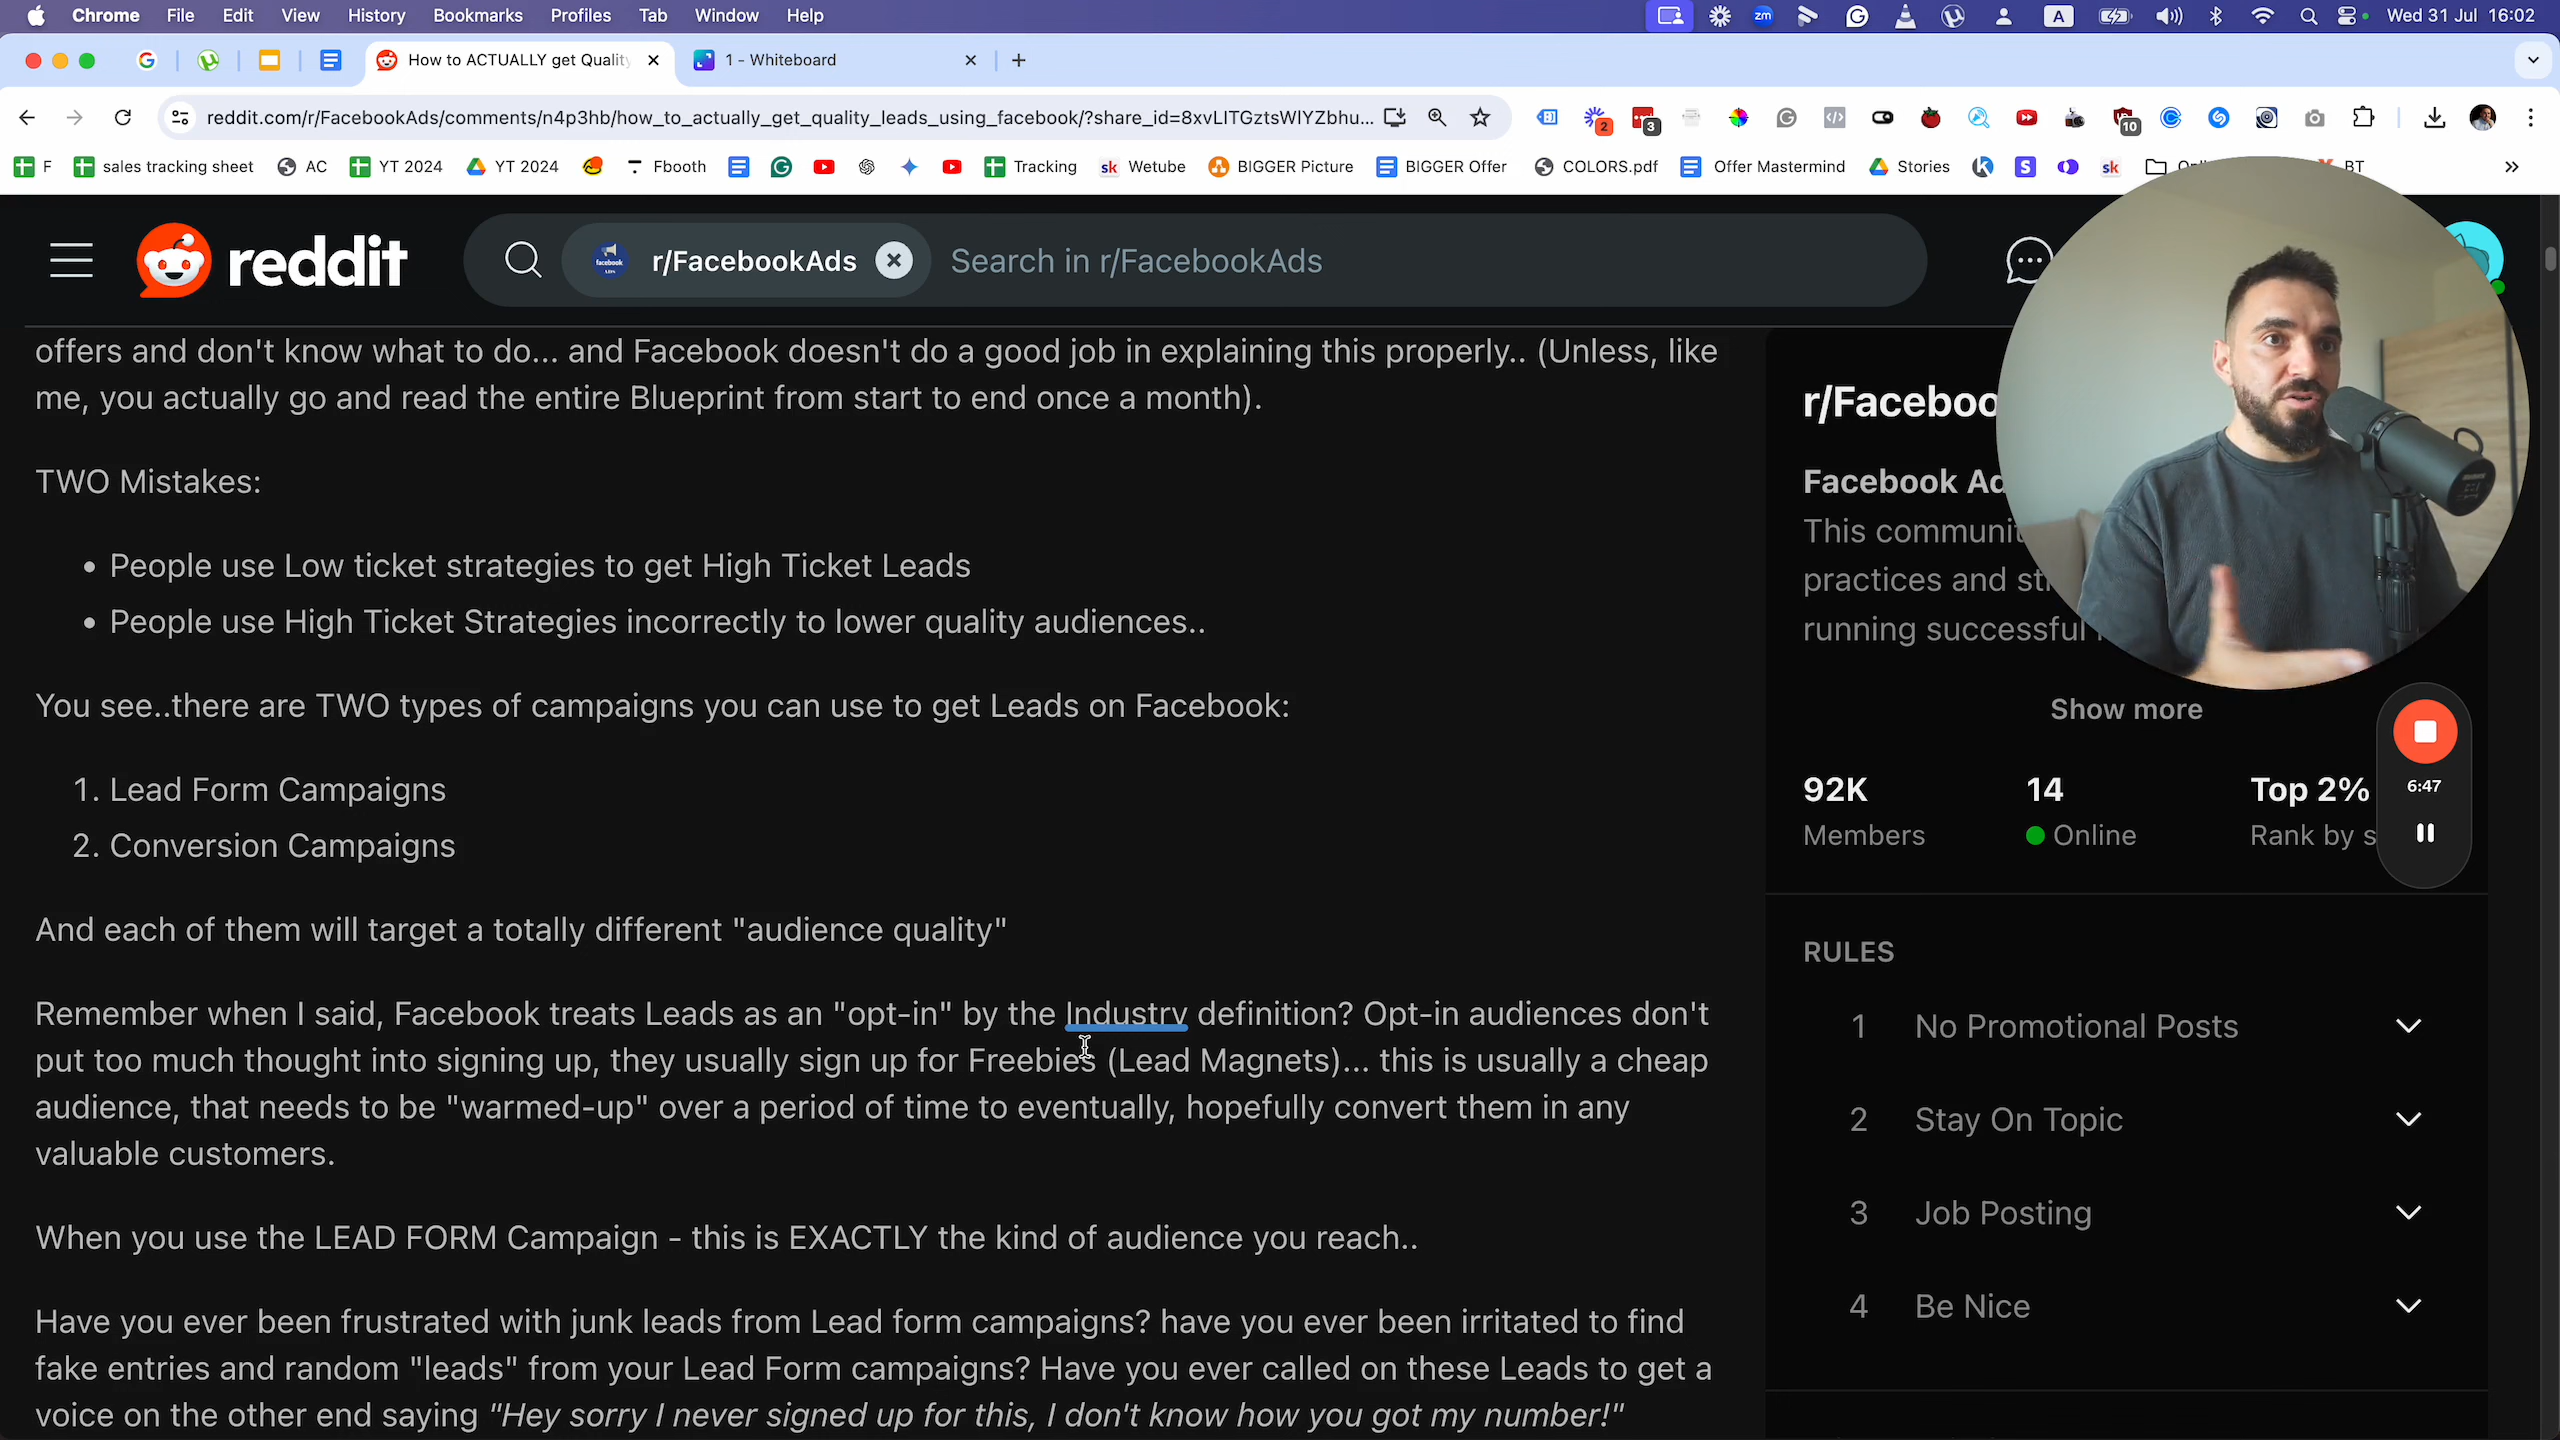 Chrome File Edit View History Bookmarks Profiles Tab Window Help
zm A Wed 31 Jul 16:02
How to ACTUALLY get Quality
1 - Whiteboard
reddit.com/r/FacebookAds/comments/n4p3hb/how_to_actually_get_quality_leads_using_facebook/?share_id=8xvLITGztsWlYZbhu...
2 3 10
F sales tracking sheet AC YT 2024 YT 2024 Fbooth Tracking sk Wetube BIGGER Picture BIGGER Offer COLORS.pdf Offer Mastermind Stories S sk BT
reddit
r/FacebookAds
Search in r/FacebookAds
offers and don't know what to do... and Facebook doesn't do a good job in explaining this properly.. (Unless, like
me, you actually go and read the entire Blueprint from start to end once a month).
TWO Mistakes:
• People use Low ticket strategies to get High Ticket Leads
• People use High Ticket Strategies incorrectly to lower quality audiences..
You see..there are TWO types of campaigns you can use to get Leads on Facebook:
1. Lead Form Campaigns
2. Conversion Campaigns
And each of them will target a totally different "audience quality"
Remember when I said, Facebook treats Leads as an "opt-in" by the Industry definition? Opt-in audiences don't
put too much thought into signing up, they usually sign up for Freebies (Lead Magnets)... this is usually a cheap
audience, that needs to be "warmed-up" over a period of time to eventually, hopefully convert them in any
valuable customers.
When you use the LEAD FORM Campaign - this is EXACTLY the kind of audience you reach..
Have you ever been frustrated with junk leads from Lead form campaigns? have you ever been irritated to find
fake entries and random "leads" from your Lead Form campaigns? Have you ever called on these Leads to get a
voice on the other end saying "Hey sorry I never signed up for this, I don't know how you got my number!"
r/Faceboo
Facebook Ad
This communi
practices and st
running successful
Show more
92K 14 Top 2%
Members Online Rank by s
6:47
RULES
1 No Promotional Posts
2 Stay On Topic
3 Job Posting
4 Be Nice